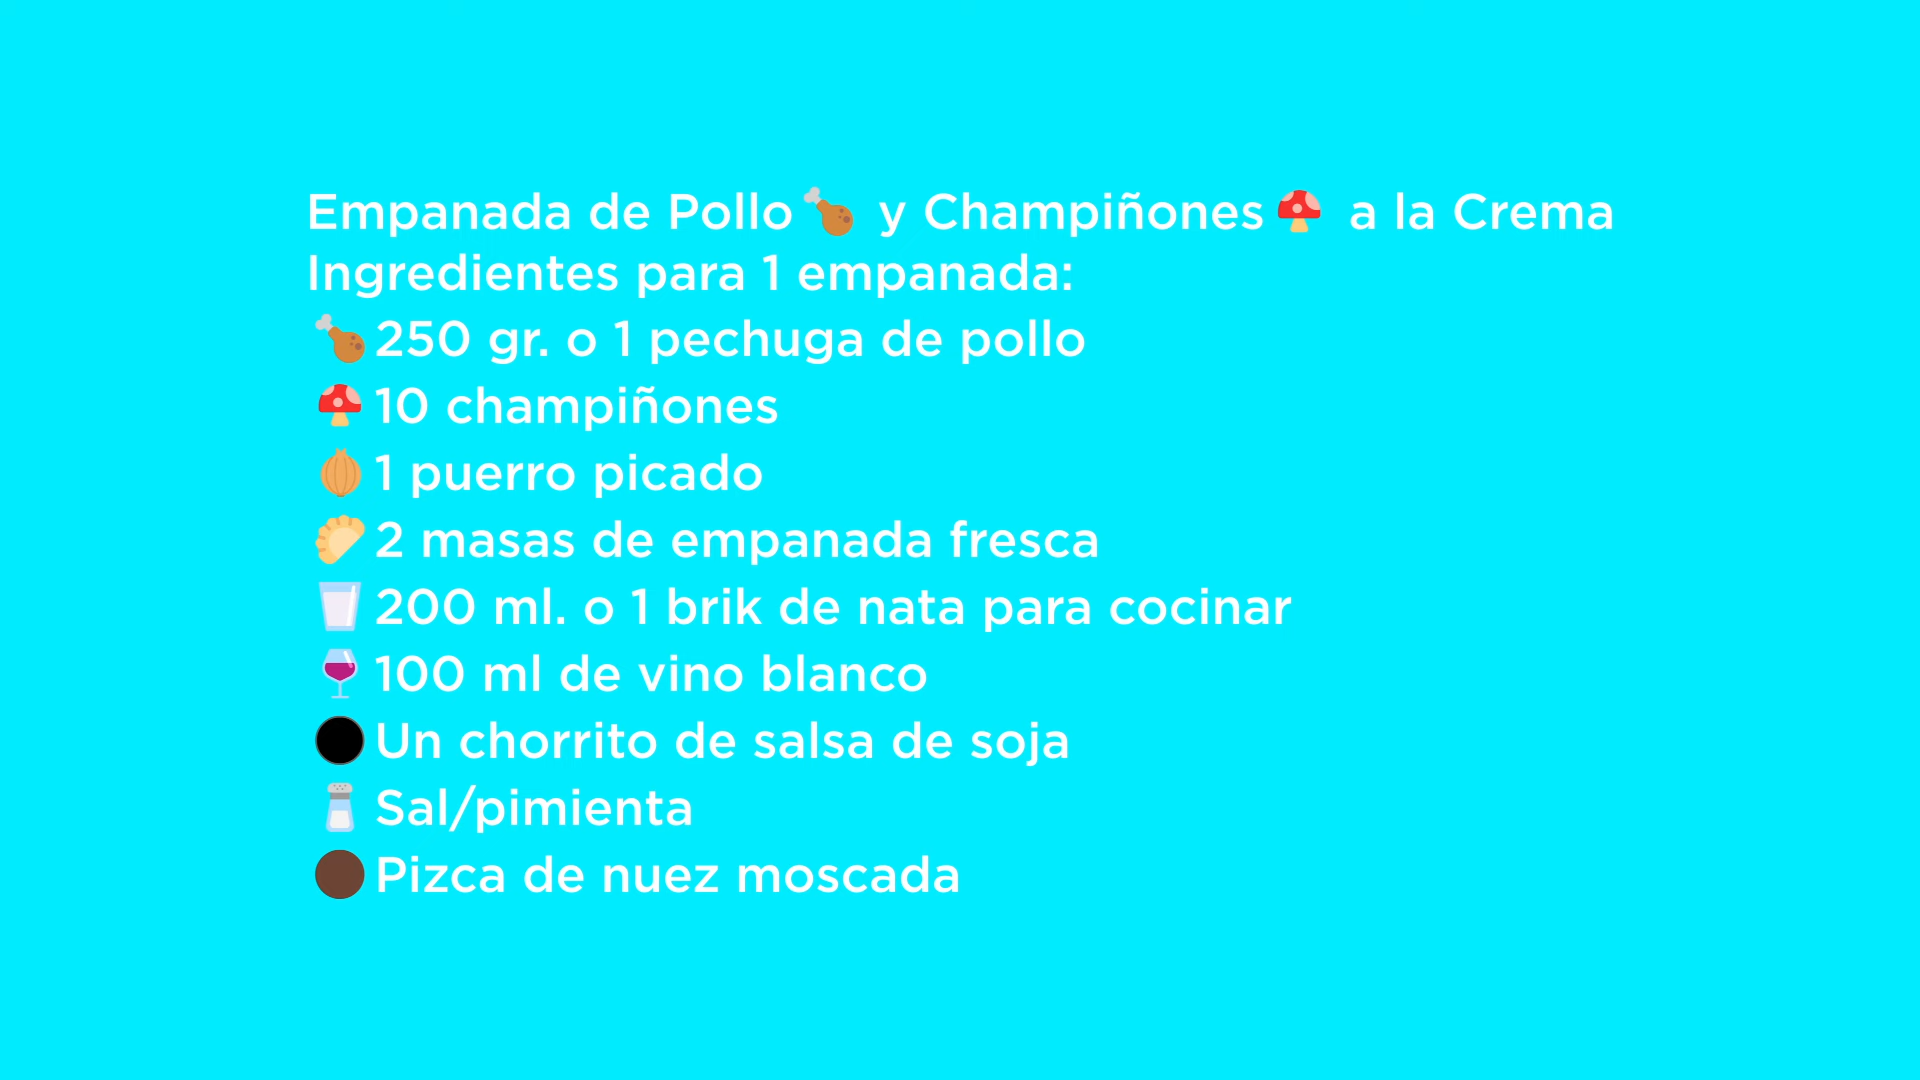 Empanada de Pollo🍗 y Champiñones🍄 a la Crema
Ingredientes para 1 empanada:
🍗250 gr. o 1 pechuga de pollo
🍄10 champiñones
🧅1 puerro picado
🥟2 masas de empanada fresca
🥛200 ml. o 1 brik de nata para cocinar
🍷100 ml de vino blanco
⚫Un chorrito de salsa de soja
🧂Sal/pimienta
🟤Pizca de nuez moscada